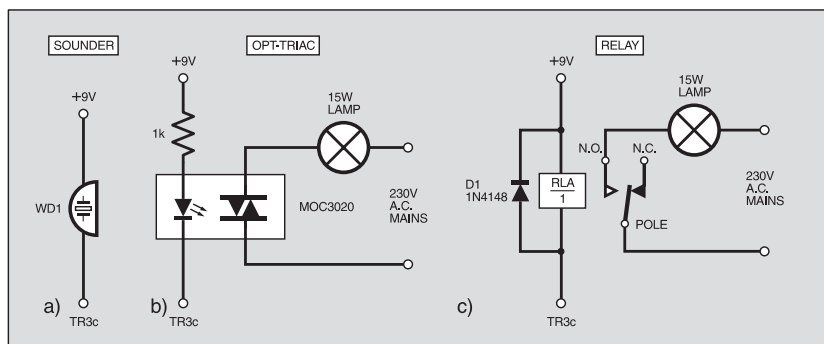 SOUNDER
+9V
WD1
a)
TR3c
OPT-TRIAC
+9V
1k
15W
LAMP
MOC3020
230V
A.C.
MAINS
b)
TR3c
RELAY
+9V
15W
LAMP
N.O.
N.C.
D1
1N4148
RLA
1
230V
A.C.
MAINS
POLE
c)
TR3c